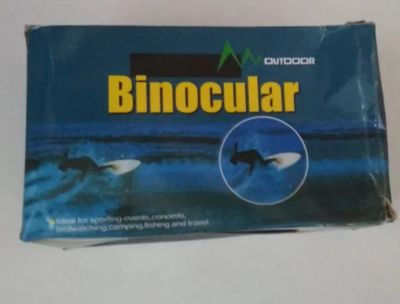 OUTDOOR
Binocular
Ideal for sporting events, concerts,
birdwatching,camping,fishing and travel